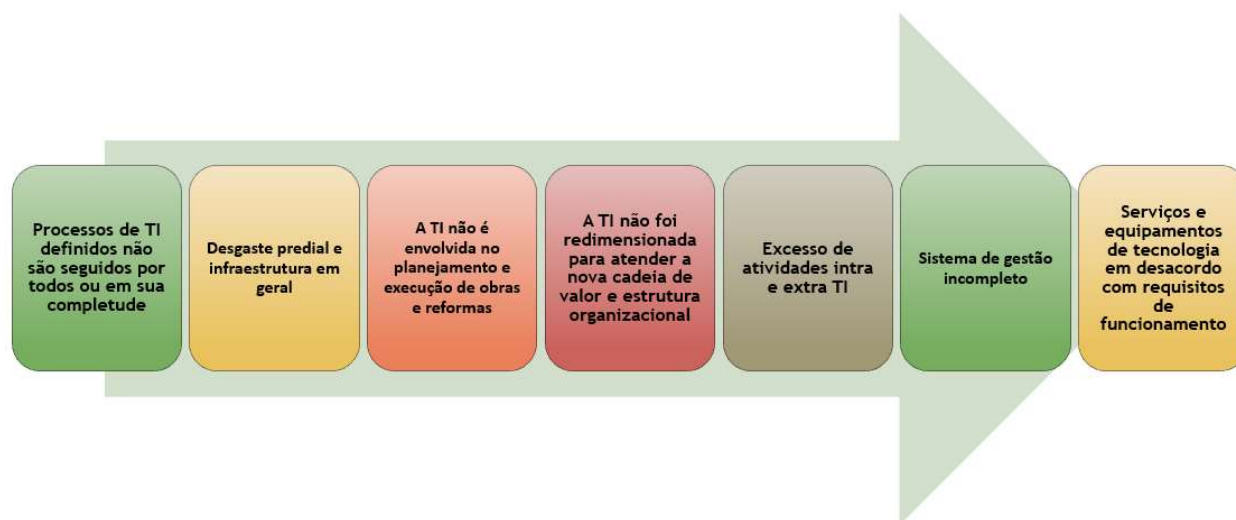 Processos de TI
definidos não
são seguidos por
todos ou em sua
completude
Desgaste predial e
infraestrutura em
geral
A TI não é
envolvida no
planejamento e
execução de obras
e reformas
A TI não foi
redimensionada
para atender a
nova cadeia de
valor e estrutura
organizacional
Excesso de
atividades intra
e extra TI
Sistema de gestão
incompleto
Serviços e
equipamentos
de tecnologia
em desacordo
com requisitos
de
funcionamento